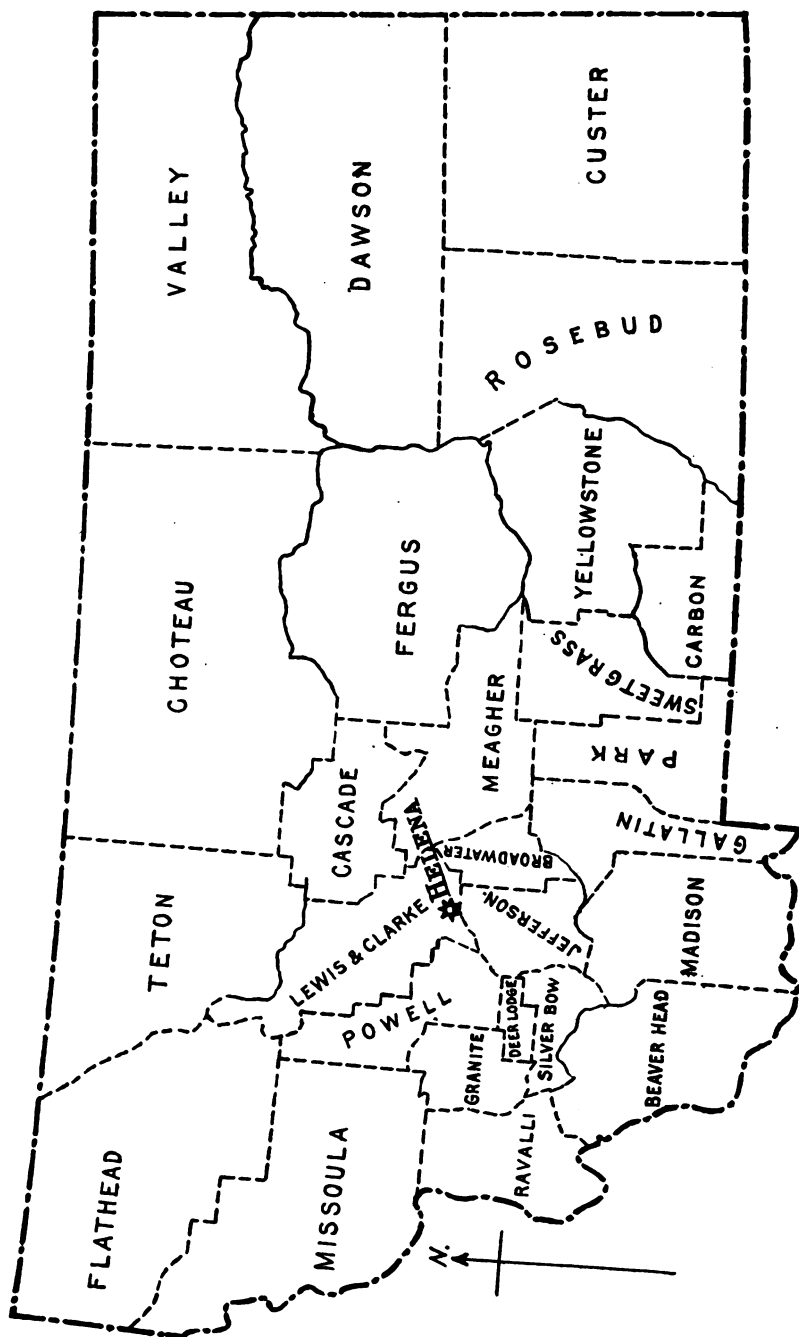 FLATHEAD
TETON
CHOTEAU
VALLEY
MISSOULA
POWELL
LEWIS & CLARKE
CASCADE
FERGUS
DAWSON
HELENA
MEAGHER
GRANITE
DEER LODGE
JEFFERSON.
BROADWATER
RAVALLI
SILVER BOW
SWEETGRASS
YELLOWSTONE
ROSEBUD
CUSTER
BEAVER HEAD
MADISON
GALLATIN
PARK
CARBON
N.